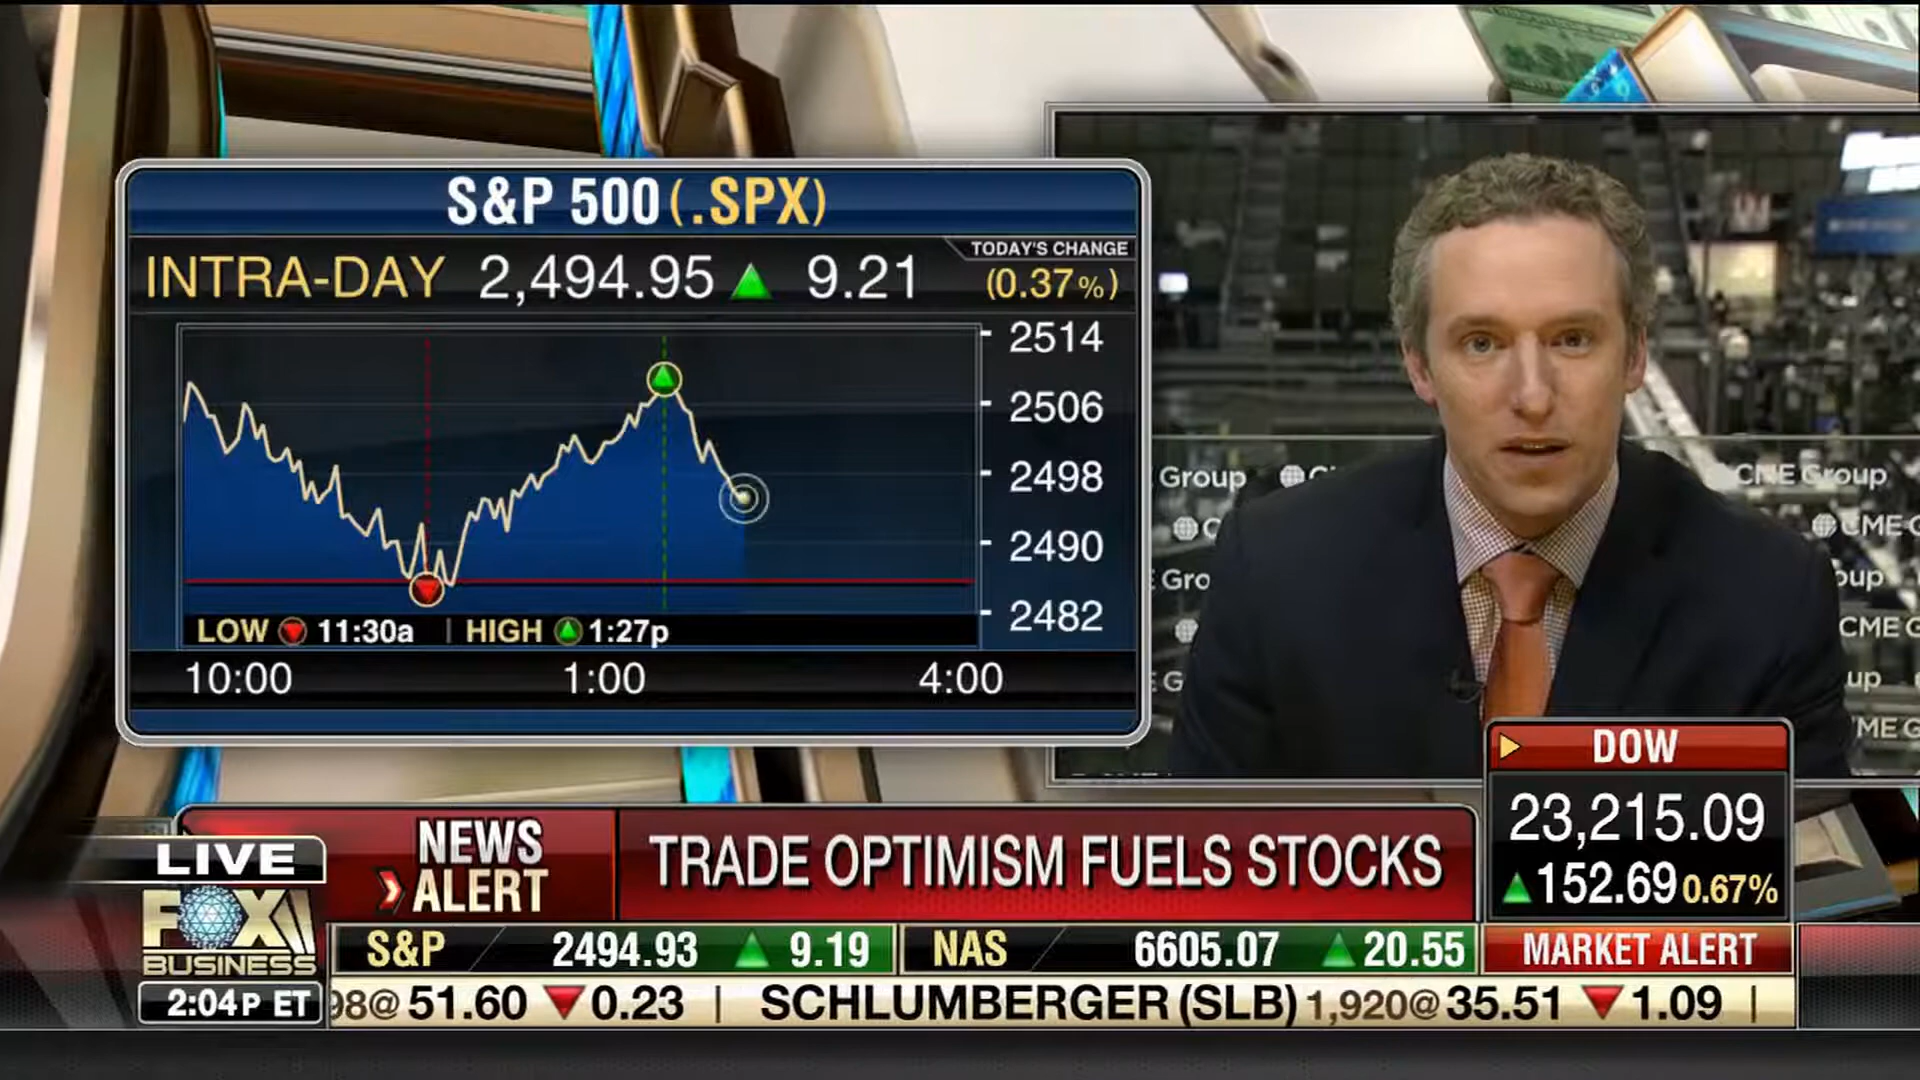 S&P 500 (.SPX)
INTRA-DAY 2,494.95 ▲ 9.21
TODAY'S CHANGE
(0.37%)
2514
2506
2498
2490
2482
LOW ▼ 11:30a | HIGH ▲ 1:27p
10:00 1:00 4:00
Group
CME Group
CME
CME
DOW
23,215.09
▲ 152.69 0.67%
MARKET ALERT
NEWS
ALERT
TRADE OPTIMISM FUELS STOCKS
LIVE
FOX
BUSINESS
2:04P ET
S&P 2494.93 ▲ 9.19
NAS 6605.07 ▲ 20.55
98@ 51.60 ▼ 0.23 | SCHLUMBERGER (SLB) 1,920@ 35.51 ▼ 1.09 |